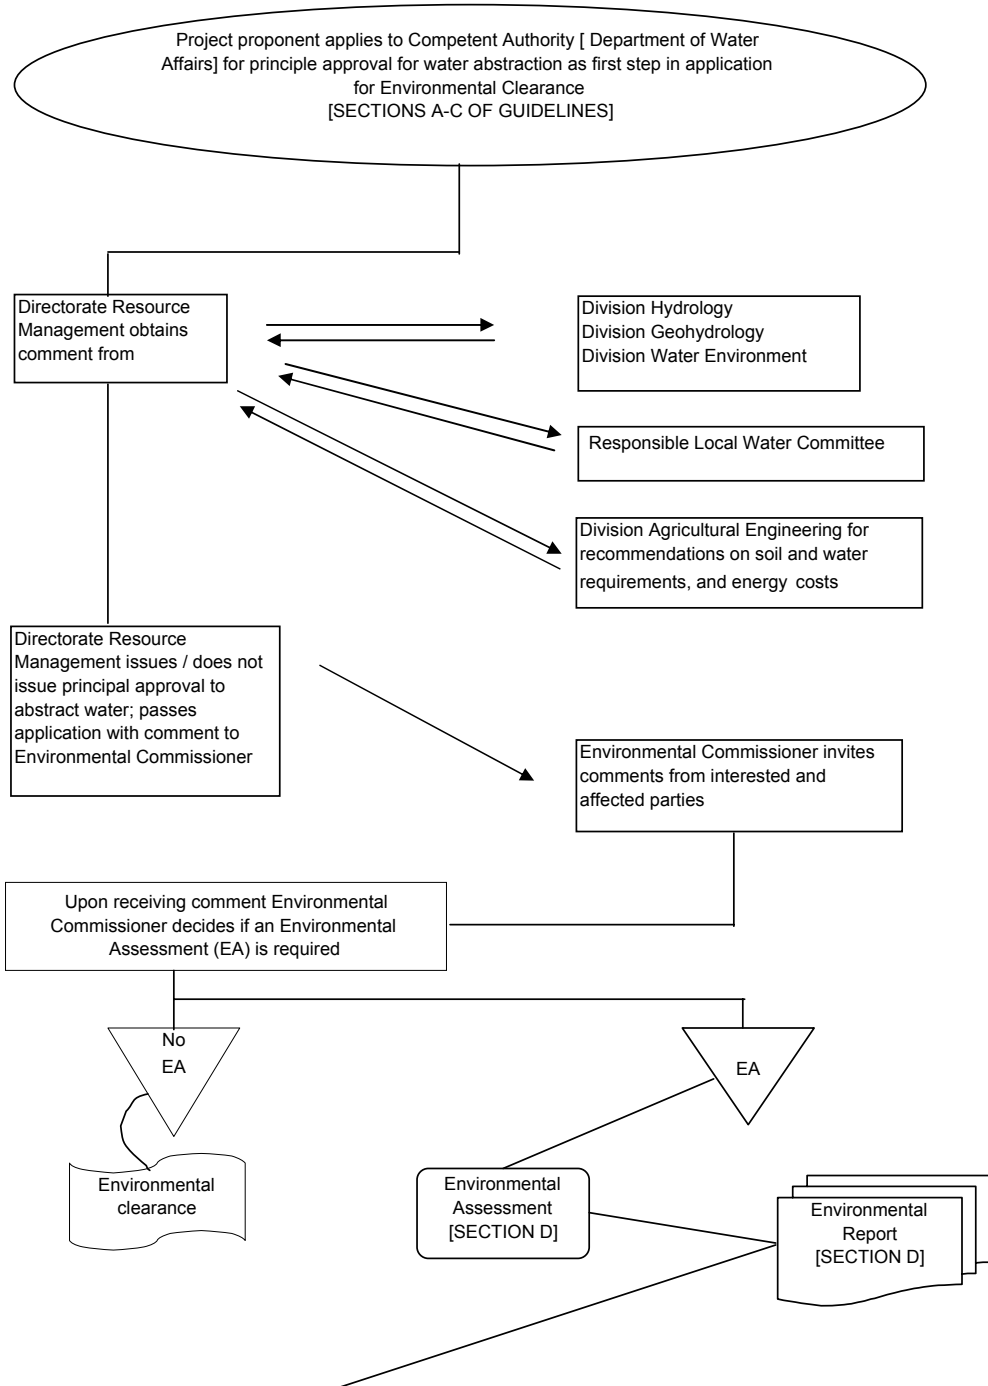 Project proponent applies to Competent Authority [ Department of Water
Affairs] for principle approval for water abstraction as first step in application
for Environmental Clearance
[SECTIONS A-C OF GUIDELINES]
Directorate Resource
Management obtains
comment from
Division Hydrology
Division Geohydrology
Division Water Environment
Responsible Local Water Committee
Division Agricultural Engineering for
recommendations on soil and water
requirements, and energy costs
Directorate Resource
Management issues / does not
issue principal approval to
abstract water; passes
application with comment to
Environmental Commissioner
Environmental Commissioner invites
comments from interested and
affected parties
Upon receiving comment Environmental
Commissioner decides if an Environmental
Assessment (EA) is required
No
EA
EA
Environmental
clearance
Environmental
Assessment
[SECTION D]
Environmental
Report
[SECTION D]